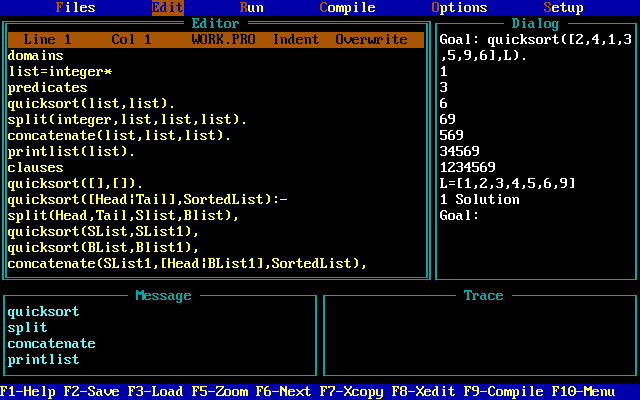 Files Edit Run Compile Options Setup
Editor
Line 1 Col 1 WORK.PRO Indent Overwrite
domains
list=integer*
predicates
quicksort(list,list).
split(integer,list,list,list).
concatenate(list,list,list).
printlist(list).
clauses
quicksort([],[]).
quicksort([Head|Tail],SortedList):-
split(Head,Tail,Slist,Blist),
quicksort(SList,SList1),
quicksort(BList,Blist1),
concatenate(SList1,[Head|BList1],SortedList),
Dialog
Goal: quicksort([2,4,1,3
,5,9,6],L).
1
3
6
69
569
34569
1234569
L=[1,2,3,4,5,6,9]
1 Solution
Goal:
Message
quicksort
split
concatenate
printlist
Trace
F1-Help F2-Save F3-Load F5-Zoom F6-Next F7-Xcopy F8-Xedit F9-Compile F10-Menu